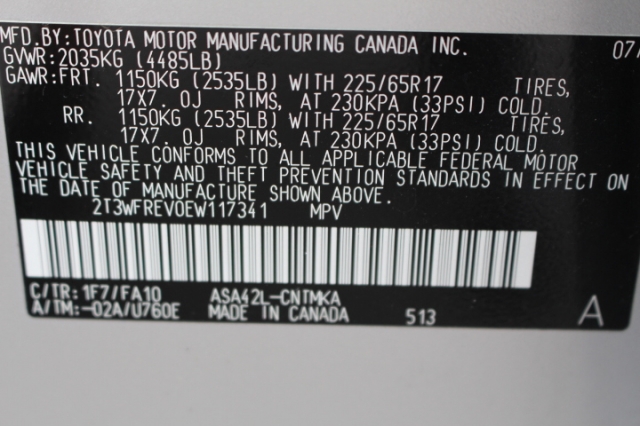 MFD. BY: TOYOTA MOTOR MANUFACTURING CANADA INC. 07/
GVWR: 2035KG (4485LB)
GAWR: FRT. 1150KG (2535LB) WITH 225/65R17 TIRES,
17X7.0J RIMS, AT 230KPA (33PSI) COLD.
RR. 1150KG (2535LB) WITH 225/65R17 TIRES,
17X7.0J RIMS, AT 230KPA (33PSI) COLD.
THIS VEHICLE CONFORMS TO ALL APPLICABLE FEDERAL MOTOR
VEHICLE SAFETY AND THEFT PREVENTION STANDARDS IN EFFECT ON
THE DATE OF MANUFACTURE SHOWN ABOVE.
2T3WFREV0EW117341 MPV
C/TR: 1F7/FA10 ASA42L-CNTMKA
A/TM: -02A/U760E MADE IN CANADA 513 A